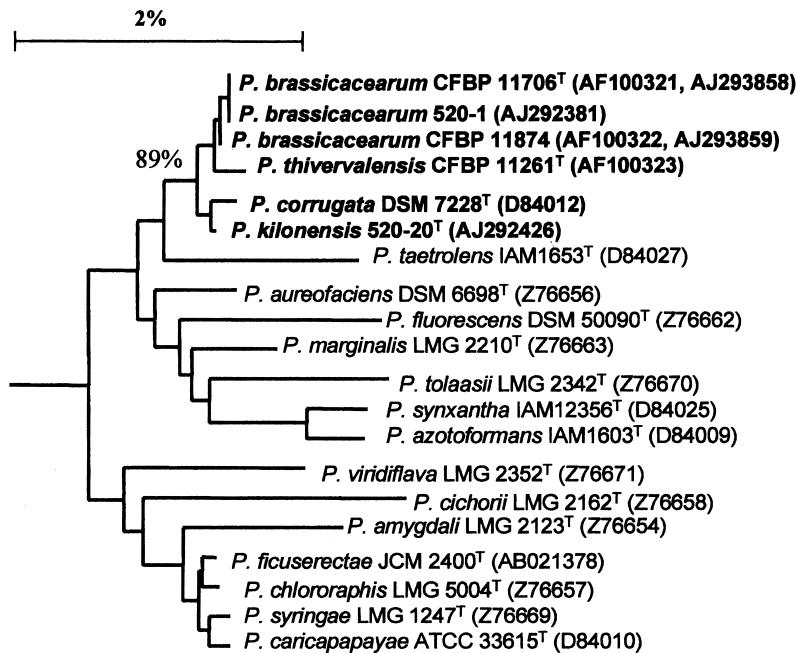 2%
P. brassicacearum CFBP 11706ᵀ (AF100321, AJ293858)
P. brassicacearum 520-1 (AJ292381)
P. brassicacearum CFBP 11874 (AF100322, AJ293859)
89%
P. thivervalensis CFBP 11261ᵀ (AF100323)
P. corrugata DSM 7228ᵀ (D84012)
P. kilonensis 520-20ᵀ (AJ292426)
P. taetrolens IAM1653ᵀ (D84027)
P. aureofaciens DSM 6698ᵀ (Z76656)
P. fluorescens DSM 50090ᵀ (Z76662)
P. marginalis LMG 2210ᵀ (Z76663)
P. tolaasii LMG 2342ᵀ (Z76670)
P. synxantha IAM12356ᵀ (D84025)
P. azotoformans IAM1603ᵀ (D84009)
P. viridiflava LMG 2352ᵀ (Z76671)
P. cichorii LMG 2162ᵀ (Z76658)
P. amygdali LMG 2123ᵀ (Z76654)
P. ficuserectae JCM 2400ᵀ (AB021378)
P. chlororaphis LMG 5004ᵀ (Z76657)
P. syringae LMG 1247ᵀ (Z76669)
P. caricapapayae ATCC 33615ᵀ (D84010)